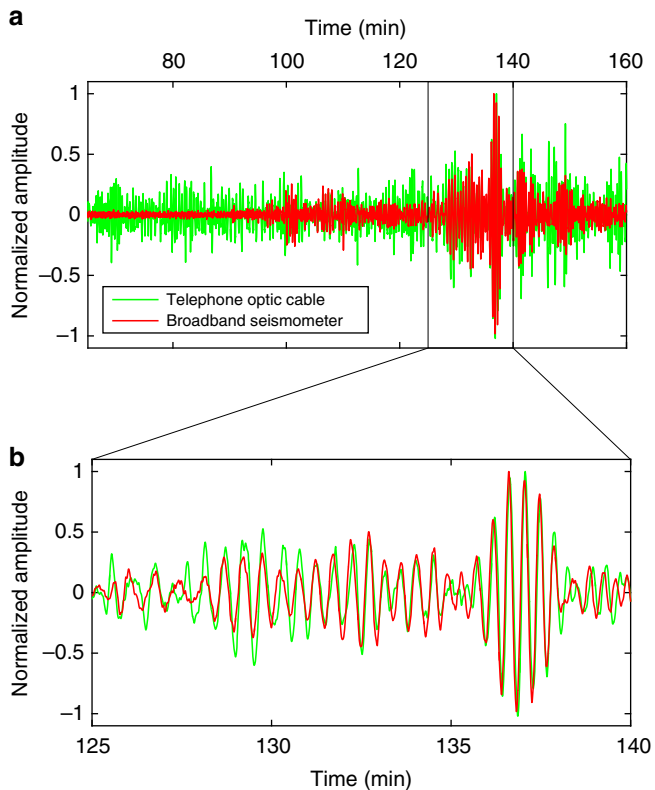 a
Time (min)
80 100 120 140 160
Normalized amplitude
1
0.5
0
−0.5
−1
Telephone optic cable
Broadband seismometer
b
Normalized amplitude
1
0.5
0
−0.5
−1
125 130 135 140
Time (min)